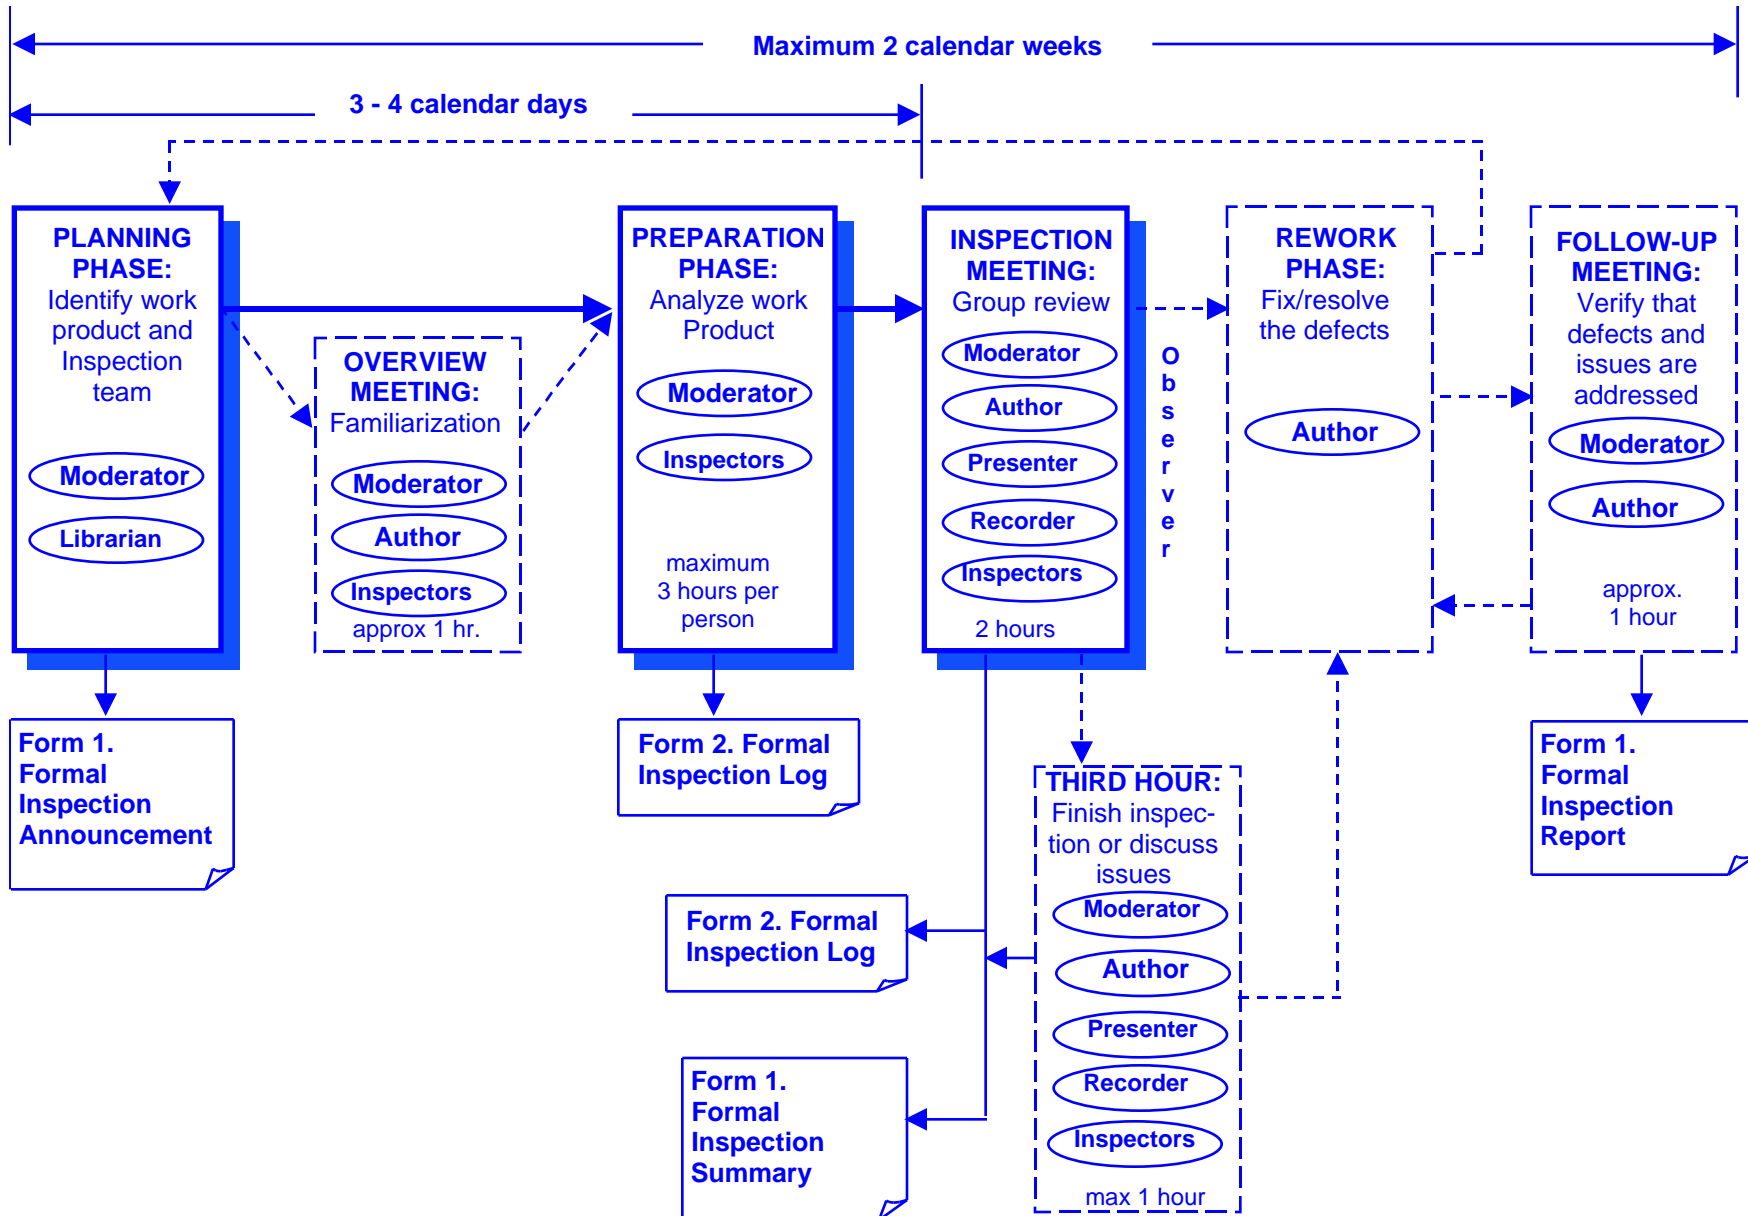 Maximum 2 calendar weeks
3 - 4 calendar days
PLANNING
PHASE:
Identify work
product and
Inspection
team
Moderator
Librarian
OVERVIEW
MEETING:
Familiarization
Moderator
Author
Inspectors
approx 1 hr.
PREPARATION
PHASE:
Analyze work
Product
Moderator
Inspectors
maximum
3 hours per
person
INSPECTION
MEETING:
Group review
Moderator
Author
Presenter
Recorder
Inspectors
2 hours
Observer
REWORK
PHASE:
Fix/resolve
the defects
Author
FOLLOW-UP
MEETING:
Verify that
defects and
issues are
addressed
Moderator
Author
approx.
1 hour
Form 1.
Formal
Inspection
Announcement
Form 2. Formal
Inspection Log
THIRD HOUR:
Finish inspec-
tion or discuss
issues
Moderator
Author
Presenter
Recorder
Inspectors
max 1 hour
Form 1.
Formal
Inspection
Report
Form 2. Formal
Inspection Log
Form 1.
Formal
Inspection
Summary